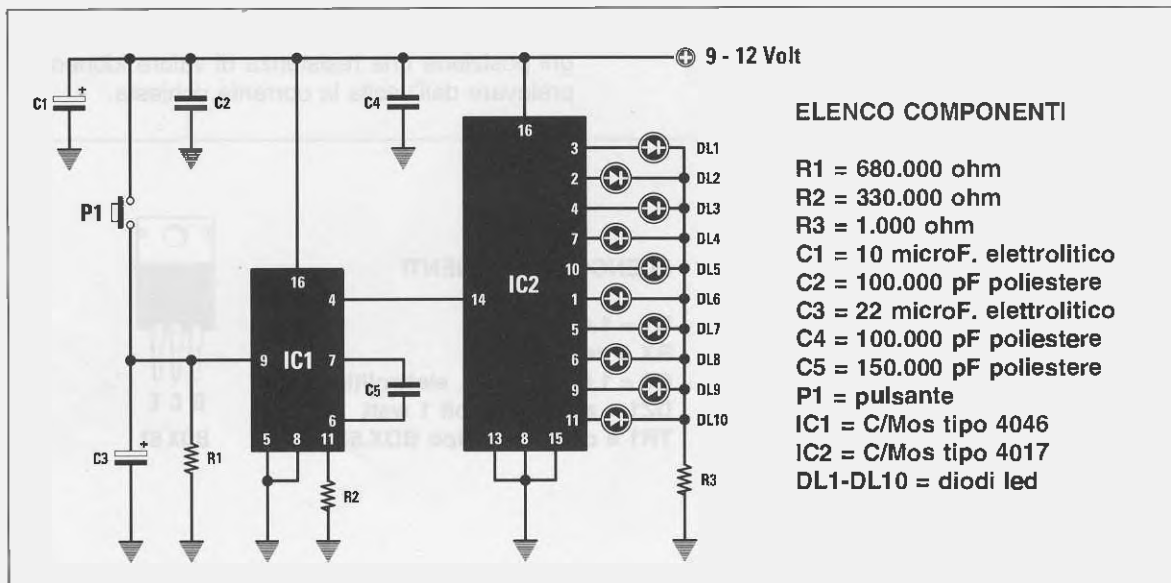 9 - 12 Volt
C1
+
C2
C4
P1
16
4
9
IC1
7
C5
6
5
8
11
C3
+
R1
R2
16
14
IC2
3
2
4
7
10
1
5
6
9
11
13
8
15
DL1
DL2
DL3
DL4
DL5
DL6
DL7
DL8
DL9
DL10
R3
ELENCO COMPONENTI
R1 = 680.000 ohm
R2 = 330.000 ohm
R3 = 1.000 ohm
C1 = 10 microF. elettrolitico
C2 = 100.000 pF poliestere
C3 = 22 microF. elettrolitico
C4 = 100.000 pF poliestere
C5 = 150.000 pF poliestere
P1 = pulsante
IC1 = C/Mos tipo 4046
IC2 = C/Mos tipo 4017
DL1-DL10 = diodi led